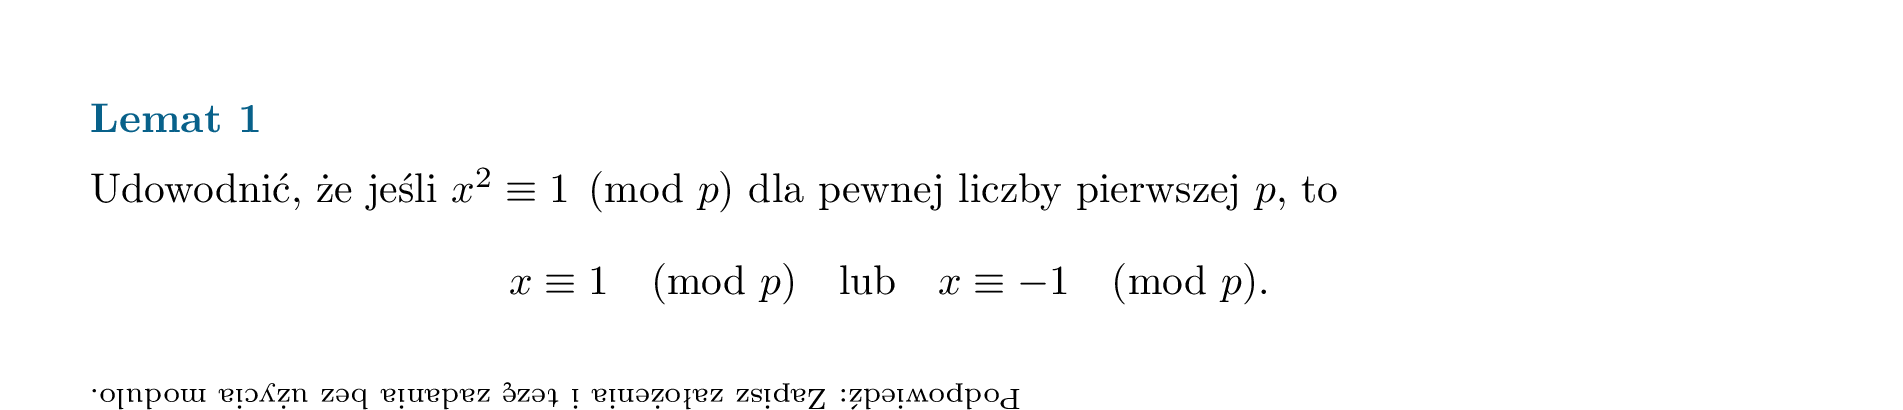 Lemat 1
Udowodnić, że jeśli x² ≡ 1 (mod p) dla pewnej liczby pierwszej p, to
x ≡ 1 (mod p) lub x ≡ −1 (mod p).
Podpowiedź: Zapisz założenia i tezę zadania bez użycia modulo.